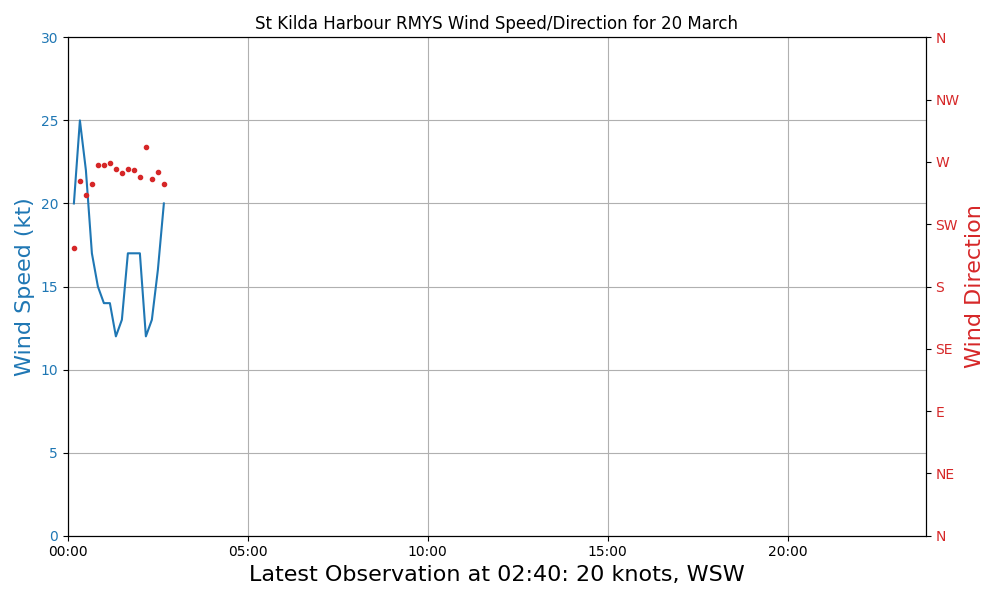 St Kilda Harbour RMYS Wind Speed/Direction for 20 March
30
25
20
15
10
5
0
Wind Speed (kt)
N
NW
W
SW
S
SE
E
NE
N
Wind Direction
00:00 05:00 10:00 15:00 20:00
Latest Observation at 02:40: 20 knots, WSW